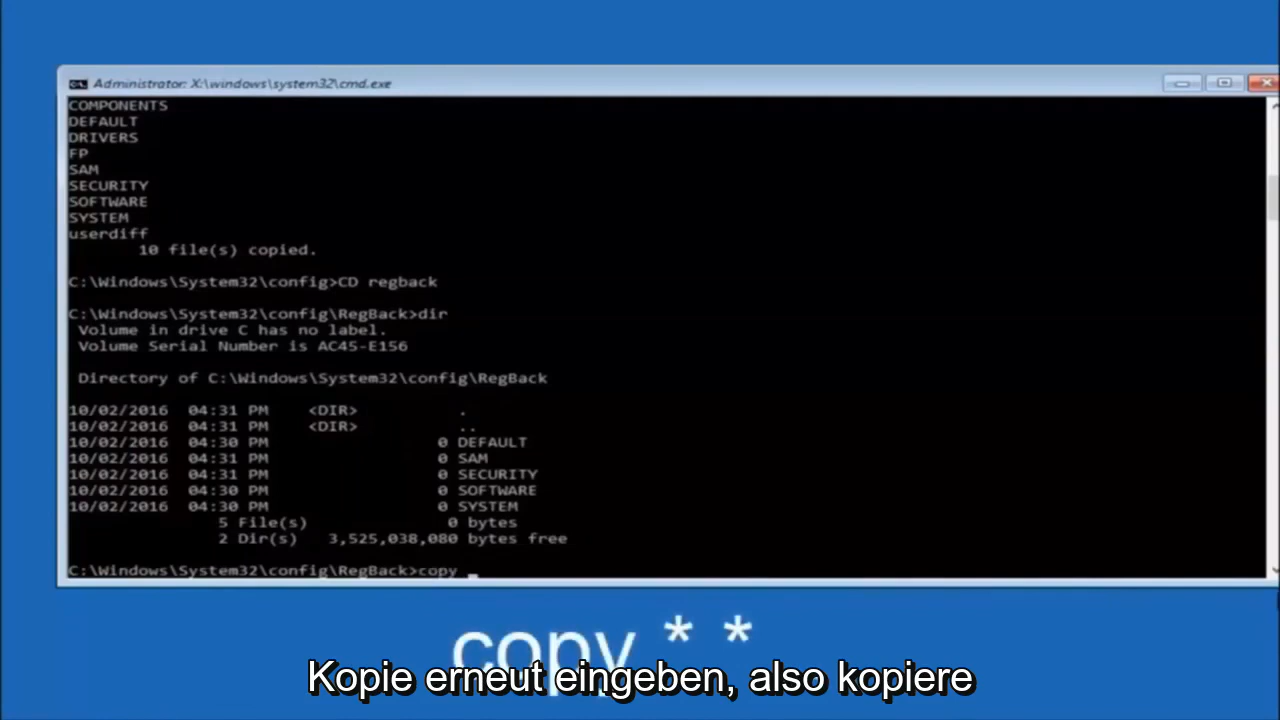 Administrator: X:\windows\system32\cmd.exe
COMPONENTS
DEFAULT
DRIVERS
FP
SAM
SECURITY
SOFTWARE
SYSTEM
userdiff
10 file(s) copied.
C:\Windows\System32\config>CD regback
C:\Windows\System32\config\RegBack>dir
Volume in drive C has no label.
Volume Serial Number is AC45-E156
Directory of C:\Windows\System32\config\RegBack
10/02/2016 04:31 PM <DIR> .
10/02/2016 04:31 PM <DIR> ..
10/02/2016 04:30 PM 0 DEFAULT
10/02/2016 04:31 PM 0 SAM
10/02/2016 04:31 PM 0 SECURITY
10/02/2016 04:30 PM 0 SOFTWARE
10/02/2016 04:30 PM 0 SYSTEM
5 File(s) 0 bytes
2 Dir(s) 3,525,038,080 bytes free
C:\Windows\System32\config\RegBack>copy _
copy * *
Kopie erneut eingeben, also kopiere